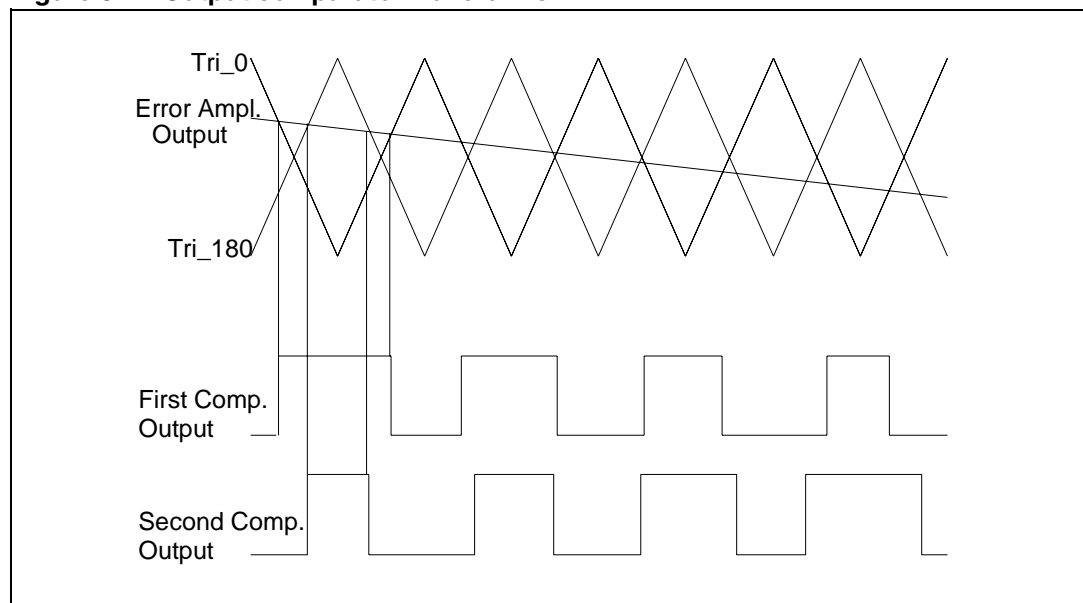 Tri_0
Error Ampl.
Output
Tri_180
First Comp.
Output
Second Comp.
Output